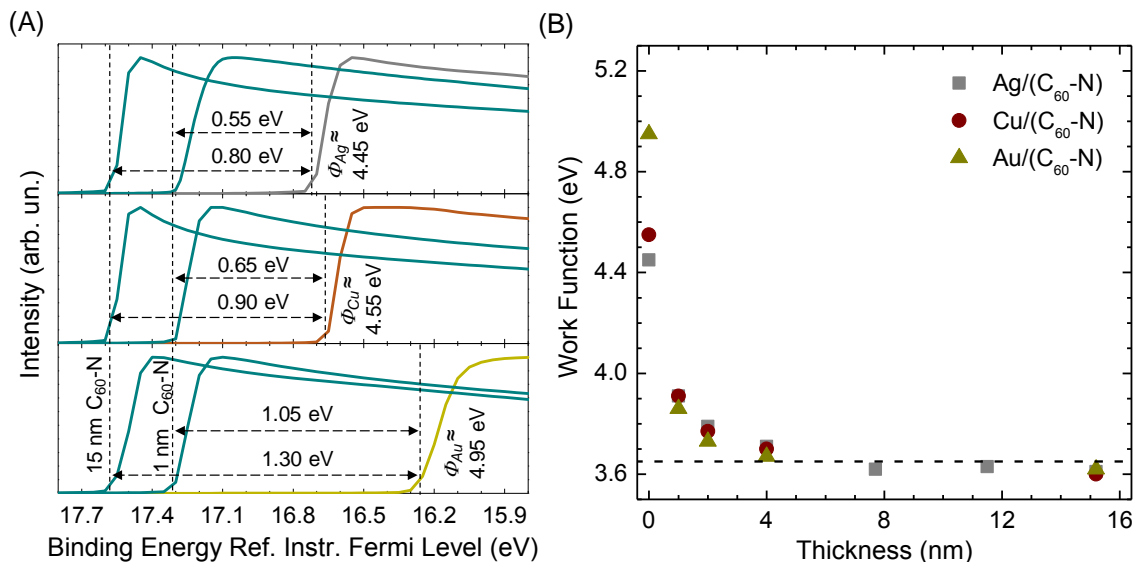 (A)
Intensity (arb. un.)
0.55 eV
0.80 eV
Φ_Ag ≈
4.45 eV
0.65 eV
0.90 eV
Φ_Cu ≈
4.55 eV
15 nm C₆₀-N
1 nm C₆₀-N
1.05 eV
1.30 eV
Φ_Au ≈
4.95 eV
17.7 17.4 17.1 16.8 16.5 16.2 15.9
Binding Energy Ref. Instr. Fermi Level (eV)
(B)
Work Function (eV)
5.2
4.8
4.4
4.0
3.6
Ag/(C₆₀-N)
Cu/(C₆₀-N)
Au/(C₆₀-N)
0 4 8 12 16
Thickness (nm)